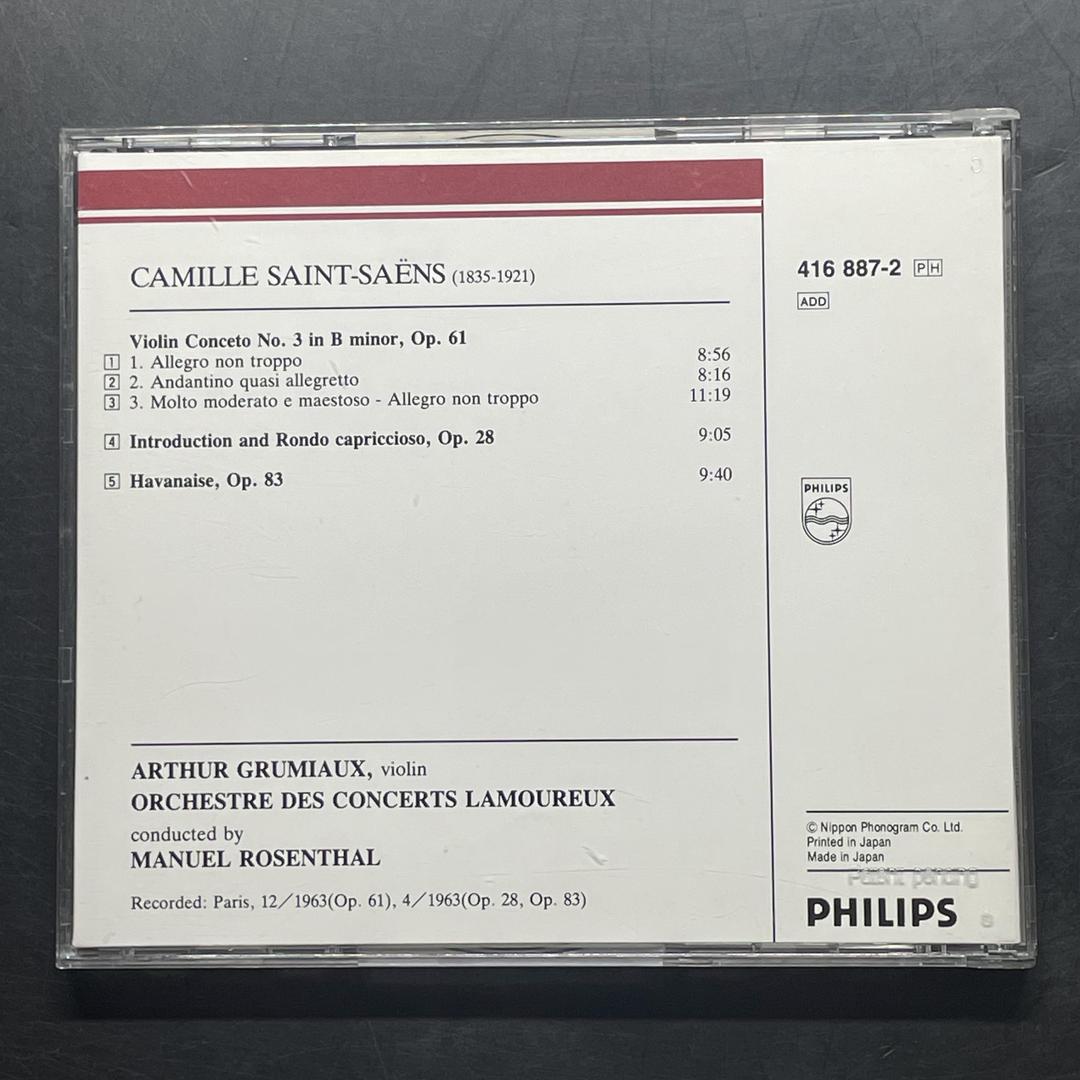 CAMILLE SAINT-SAËNS (1835-1921)
Violin Conceto No. 3 in B minor, Op. 61
1 1. Allegro non troppo 8:56
2 2. Andantino quasi allegretto 8:16
3 3. Molto moderato e maestoso - Allegro non troppo 11:19
4 Introduction and Rondo capriccioso, Op. 28 9:05
5 Havanaise, Op. 83 9:40
ARTHUR GRUMIAUX, violin
ORCHESTRE DES CONCERTS LAMOUREUX
conducted by
MANUEL ROSENTHAL
Recorded: Paris, 12/1963(Op. 61), 4/1963(Op. 28, Op. 83)
416 887-2 PH
ADD
PHILIPS
© Nippon Phonogram Co. Ltd.
Printed in Japan
Made in Japan
Patent pending
PHILIPS